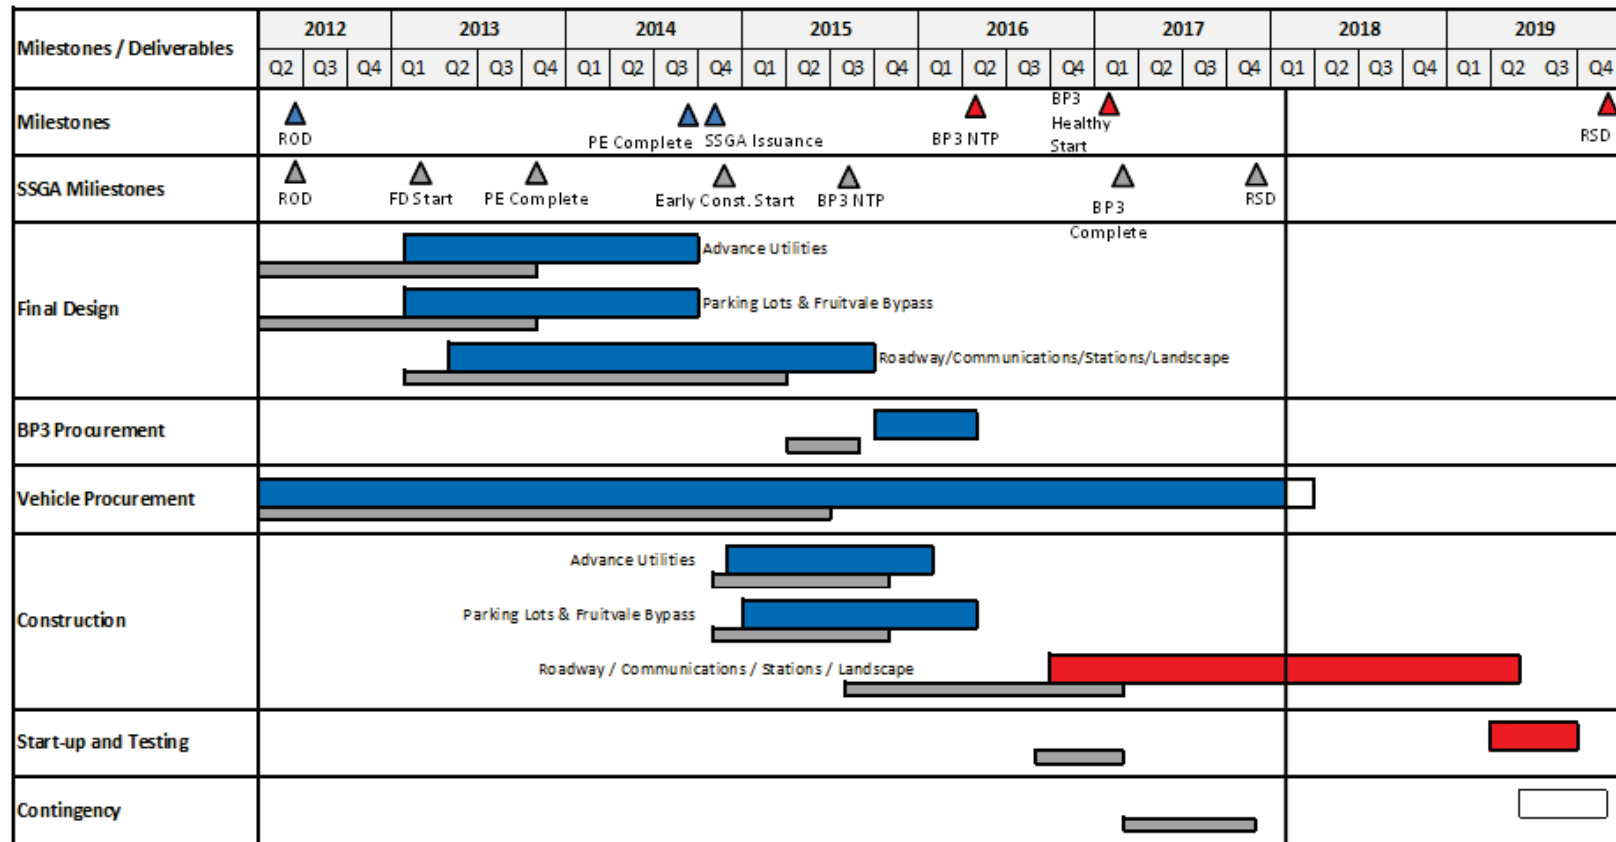 Milestones / Deliverables
2012 2013 2014 2015 2016 2017 2018 2019
Q2 Q3 Q4 Q1 Q2 Q3 Q4 Q1 Q2 Q3 Q4 Q1 Q2 Q3 Q4 Q1 Q2 Q3 Q4 Q1 Q2 Q3 Q4 Q1 Q2 Q3 Q4 Q1 Q2 Q3 Q4
Milestones
ROD
PE Complete
SSGA Issuance
BP3 NTP
BP3
Healthy
Start
RSD
SSGA Miliestones
ROD
FD Start
PE Complete
Early Const. Start
BP3 NTP
BP3
Complete
RSD
Final Design
Advance Utilities
Parking Lots & Fruitvale Bypass
Roadway/Communications/Stations/Landscape
BP3 Procurement
Vehicle Procurement
Construction
Advance Utilities
Parking Lots & Fruitvale Bypass
Roadway / Communications / Stations / Landscape
Start-up and Testing
Contingency